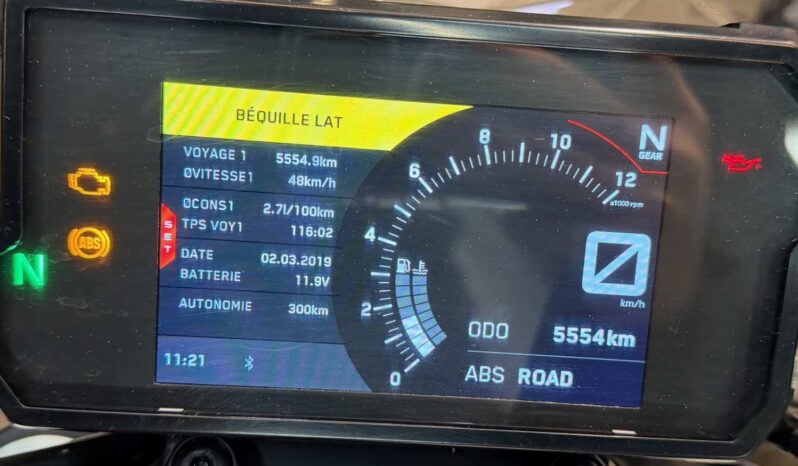 BÉQUILLE LAT
VOYAGE 1 5554.9km
ØVITESSE1 48km/h
ØCONS1 2.7l/100km
TPS VOY1 116:02
SET
DATE 02.03.2019
BATTERIE 11.9V
AUTONOMIE 300km
11:21
0
2
4
6
8
10
12
x1000 rpm
N
GEAR
km/h
ODO 5554km
ABS ROAD
ABS
N